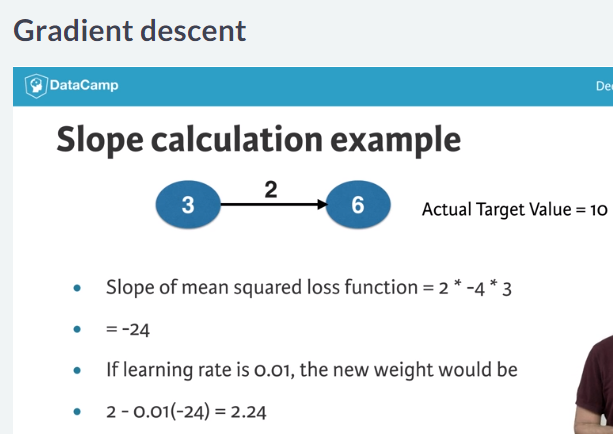 Gradient descent
DataCamp
Slope calculation example
2
3
6
Actual Target Value = 10
• Slope of mean squared loss function = 2 * -4 * 3
• = -24
• If learning rate is 0.01, the new weight would be
• 2 - 0.01(-24) = 2.24